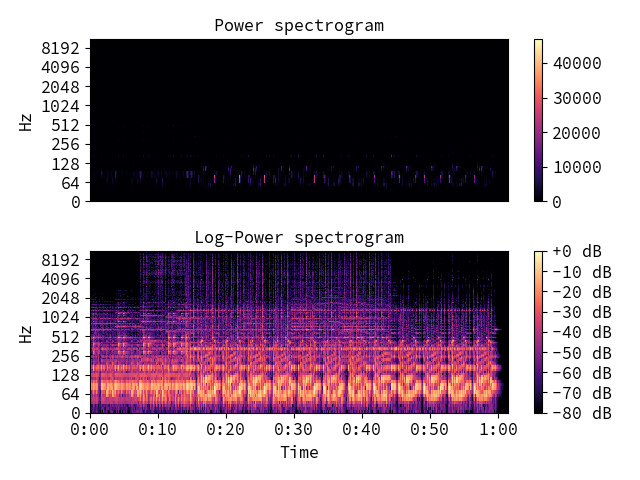 Power spectrogram
8192
4096
2048
1024
512
256
128
64
0
Hz
40000
30000
20000
10000
0
Log-Power spectrogram
8192
4096
2048
1024
512
256
128
64
0
Hz
0:00 0:10 0:20 0:30 0:40 0:50 1:00
Time
+0 dB
−10 dB
−20 dB
−30 dB
−40 dB
−50 dB
−60 dB
−70 dB
−80 dB